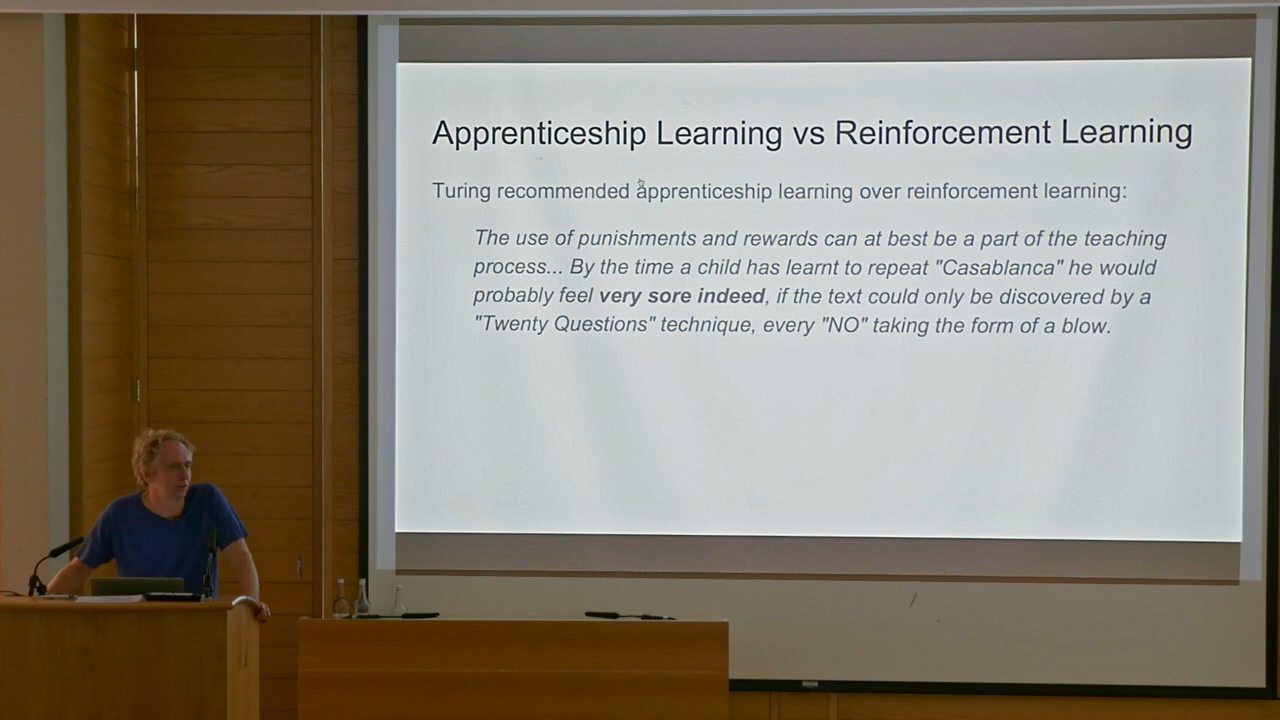 Apprenticeship Learning vs Reinforcement Learning
Turing recommended apprenticeship learning over reinforcement learning:
The use of punishments and rewards can at best be a part of the teaching
process... By the time a child has learnt to repeat "Casablanca" he would
probably feel very sore indeed, if the text could only be discovered by a
"Twenty Questions" technique, every "NO" taking the form of a blow.